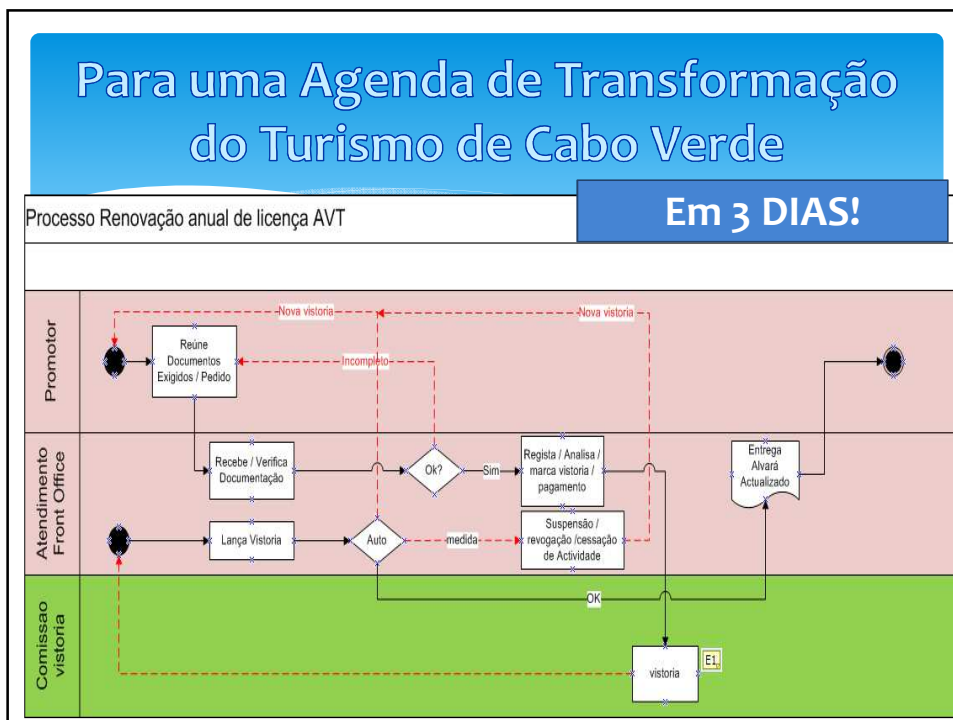 Para uma Agenda de Transformação
do Turismo de Cabo Verde
Em 3 DIAS!
Processo Renovação anual de licença AVT
Promotor
Nova vistoria
Nova vistoria
Reúne
Documentos
Exigidos / Pedido
Incompleto
Atendimento
Front Office
Recebe / Verifica
Documentação
Ok?
Sim
Regista / Analisa /
marca vistoria /
pagamento
Entrega
Alvará
Actualizado
Lança Vistoria
Auto
medida
Suspensão /
revogação /cessação
de Actividade
OK
Comissao
vistoria
vistoria
E1